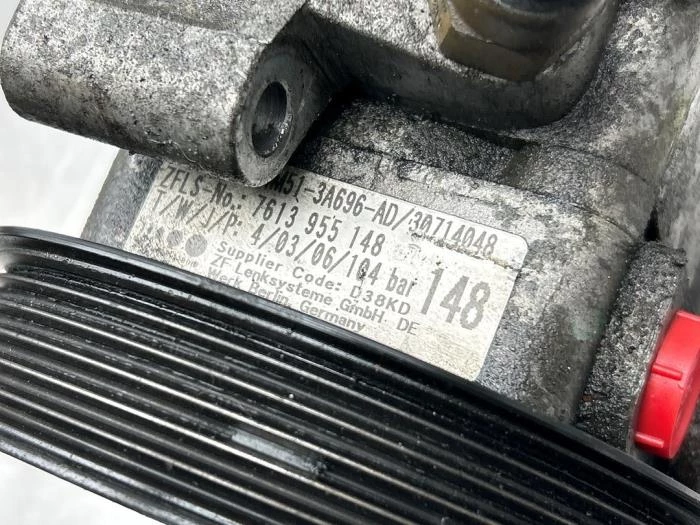 M51-3A696-AD/30714048
ZFLS-No.: 7613 955 148
T/W/J/P: 4/03/06/104 bar
Supplier Code: D38KD
ZF Lenksysteme GmbH, DE
Werk Berlin, Germany
148